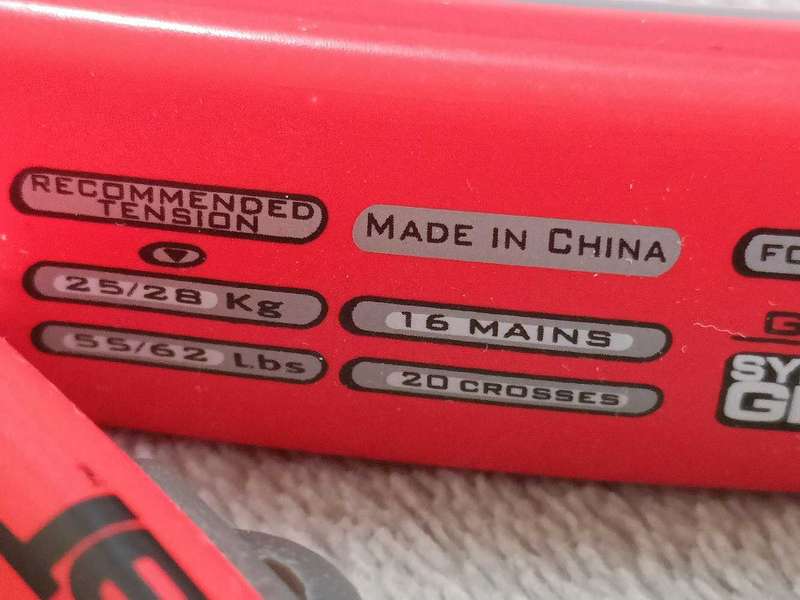 RECOMMENDED
TENSION
25/28 Kg
55/62 Lbs
MADE IN CHINA
16 MAINS
20 CROSSES